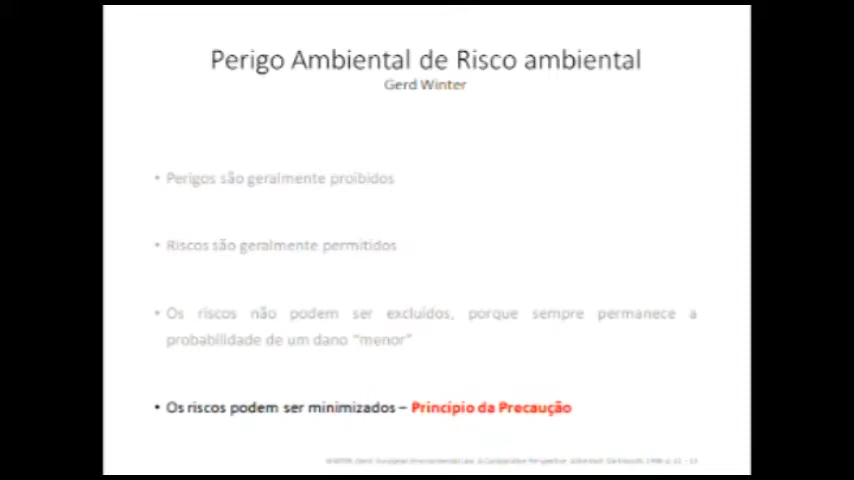 Perigo Ambiental de Risco ambiental
Gerd Winter
• Perigos são geralmente proibidos
• Riscos são geralmente permitidos
• Os riscos não podem ser excluídos, porque sempre permanece a
probabilidade de um dano "menor"
• Os riscos podem ser minimizados – Princípio da Precaução